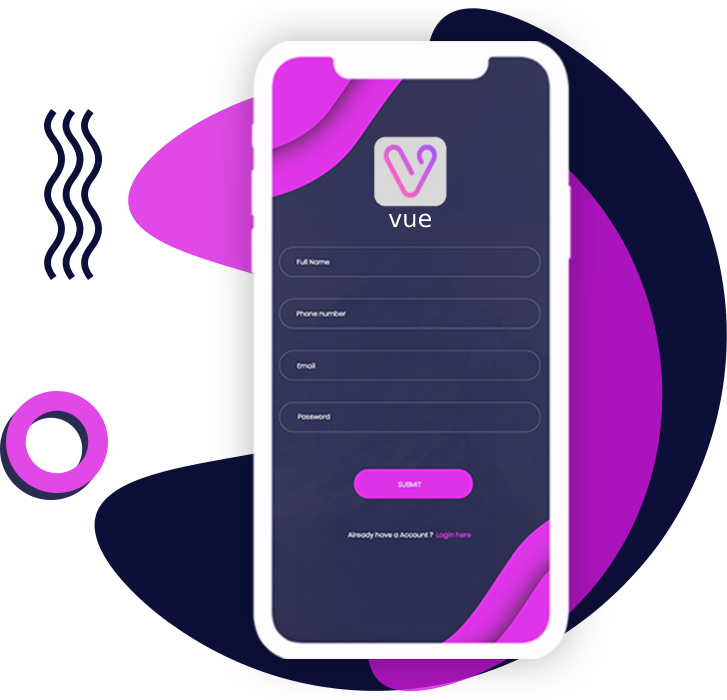 vue
Full Name
Phone number
Email
Password
SUBMIT
Already have a Account ? Login here